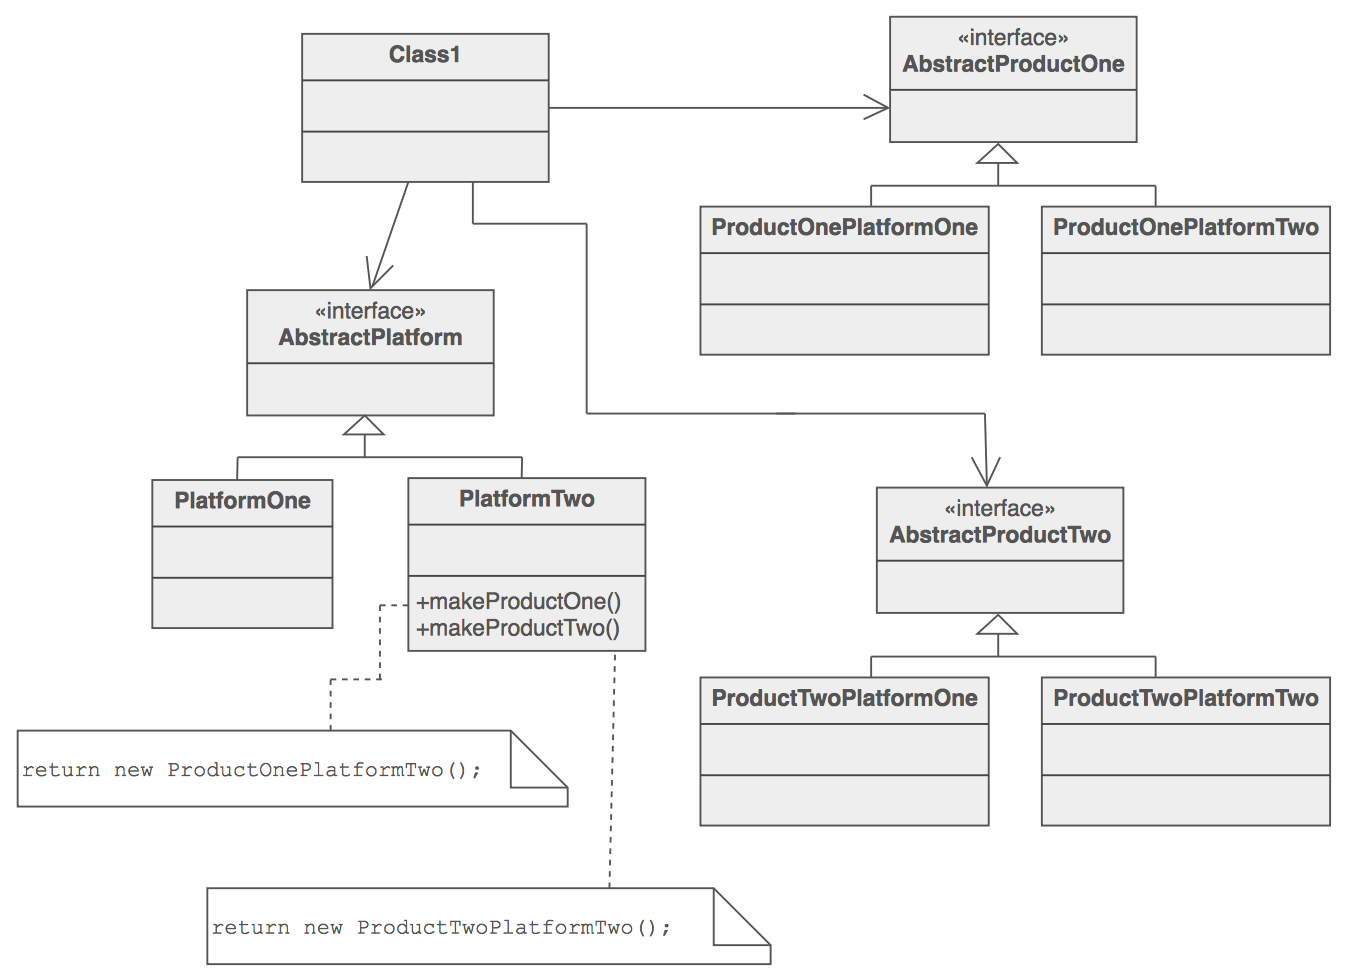 Class1
«interface»
AbstractProductOne
ProductOnePlatformOne
ProductOnePlatformTwo
«interface»
AbstractPlatform
PlatformOne
PlatformTwo
+makeProductOne()
+makeProductTwo()
«interface»
AbstractProductTwo
ProductTwoPlatformOne
ProductTwoPlatformTwo
return new ProductOnePlatformTwo();
return new ProductTwoPlatformTwo();